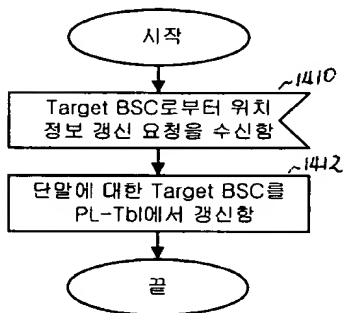 시작
~1410
Target BSC로부터 위치
정보 갱신 요청을 수신함
~1412
단말에 대한 Target BSC를
PL-Tbl에서 갱신함
끝